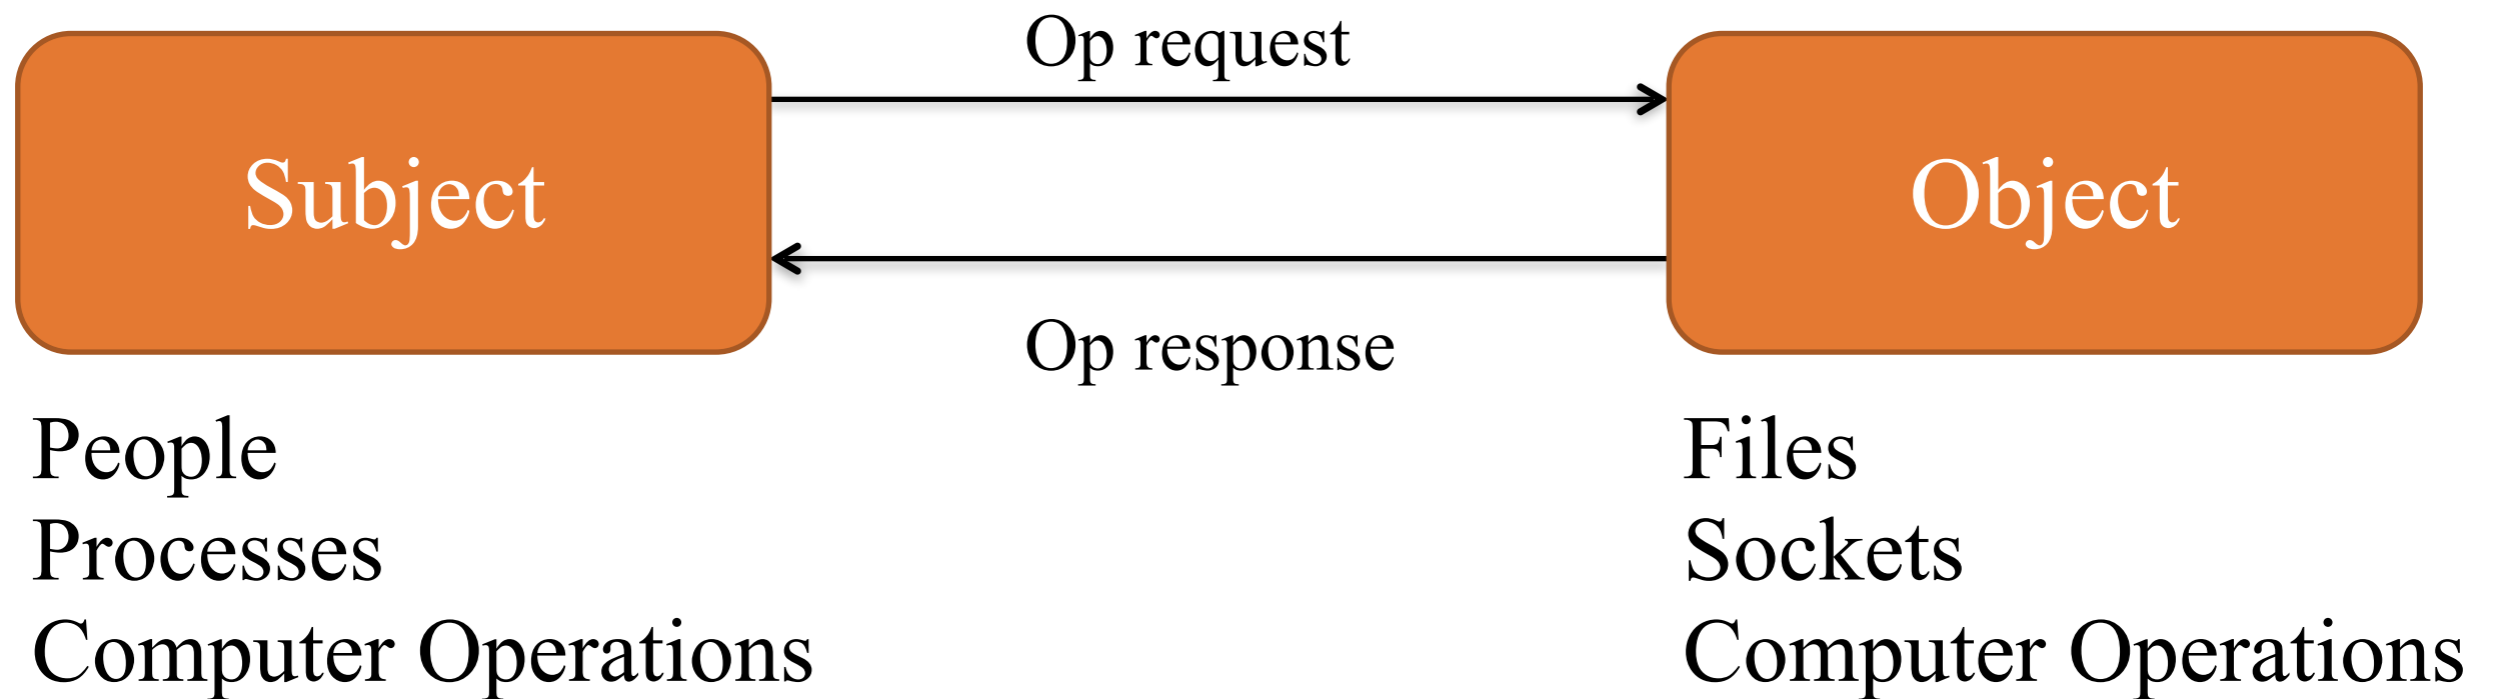 Op request
Subject
Object
Op response
People
Processes
Computer Operations
Files
Sockets
Computer Operations